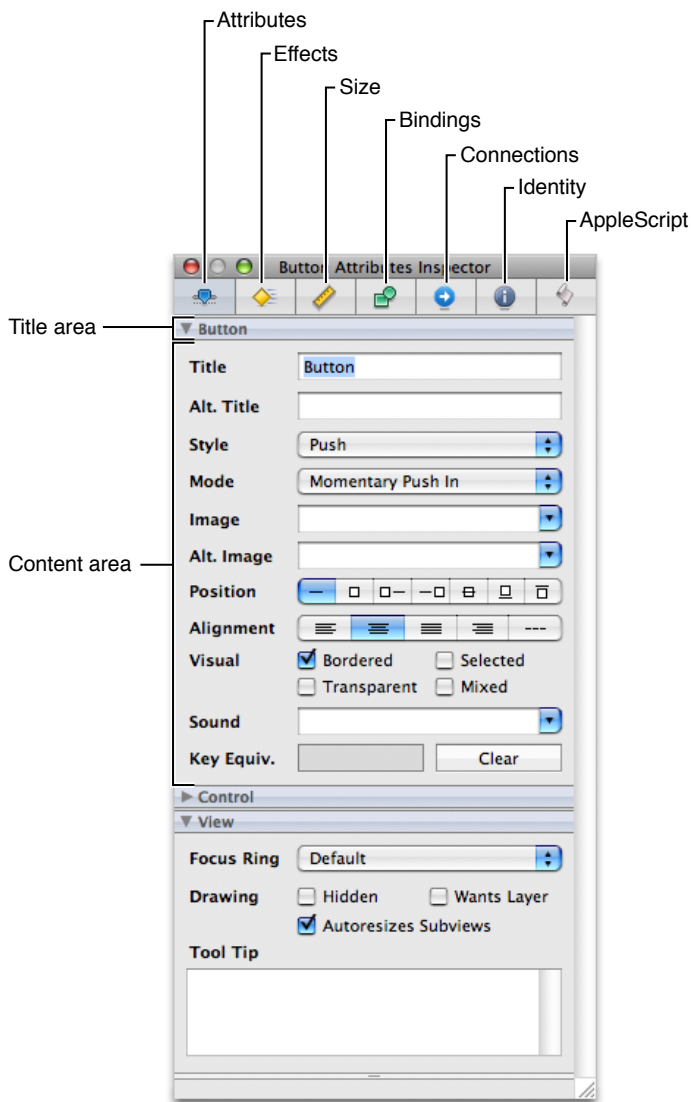 Attributes
Effects
Size
Bindings
Connections
Identity
AppleScript
Button Attributes Inspector
Title area
Button
Title Button
Alt. Title
Style Push
Mode Momentary Push In
Image
Content area
Alt. Image
Position
Alignment
Visual Bordered Selected
Transparent Mixed
Sound
Key Equiv. Clear
Control
View
Focus Ring Default
Drawing Hidden Wants Layer
Autoresizes Subviews
Tool Tip